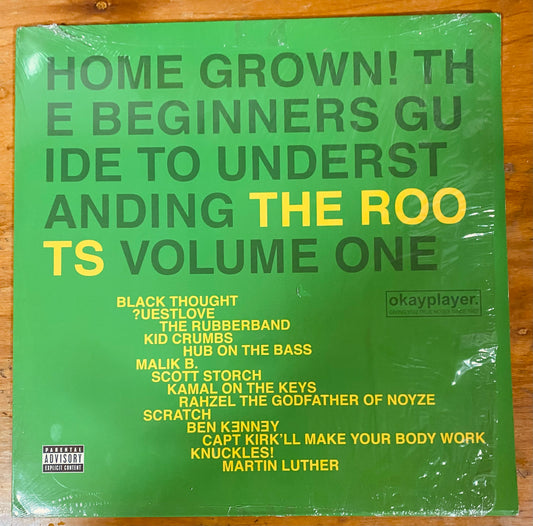 HOME GROWN! TH
E BEGINNERS GU
IDE TO UNDERST
ANDING THE ROO
TS VOLUME ONE
BLACK THOUGHT
?UESTLOVE
THE RUBBERBAND
KID CRUMBS
HUB ON THE BASS
MALIK B.
SCOTT STORCH
KAMAL ON THE KEYS
RAHZEL THE GODFATHER OF NOYZE
SCRATCH
BEN KƎNNEY
CAPT KIRK'LL MAKE YOUR BODY WORK
KNUCKLES!
MARTIN LUTHER
okayplayer.
PARENTAL
ADVISORY
EXPLICIT CONTENT